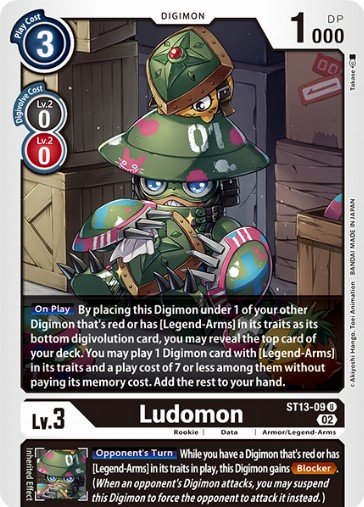 Play Cost
3
DIGIMON
DP
1000
Digivolve Cost
Lv.2
0
Lv.2
0
01
Takase
© Akiyoshi Hongo, Toei Animation BANDAI MADE IN JAPAN
On Play By placing this Digimon under 1 of your other
Digimon that's red or has [Legend-Arms] in its traits as its
bottom digivolution card, you may reveal the top card of
your deck. You may play 1 Digimon card with [Legend-Arms]
in its traits and a play cost of 7 or less among them without
paying its memory cost. Add the rest to your hand.
Lv.3
Ludomon
ST13-09 U
02
Rookie | Data | Armor/Legend-Arms
Inherited Effect
Opponent's Turn While you have a Digimon that's red or has
[Legend-Arms] in its traits in play, this Digimon gains Blocker.
(When an opponent's Digimon attacks, you may suspend
this Digimon to force the opponent to attack it instead.)